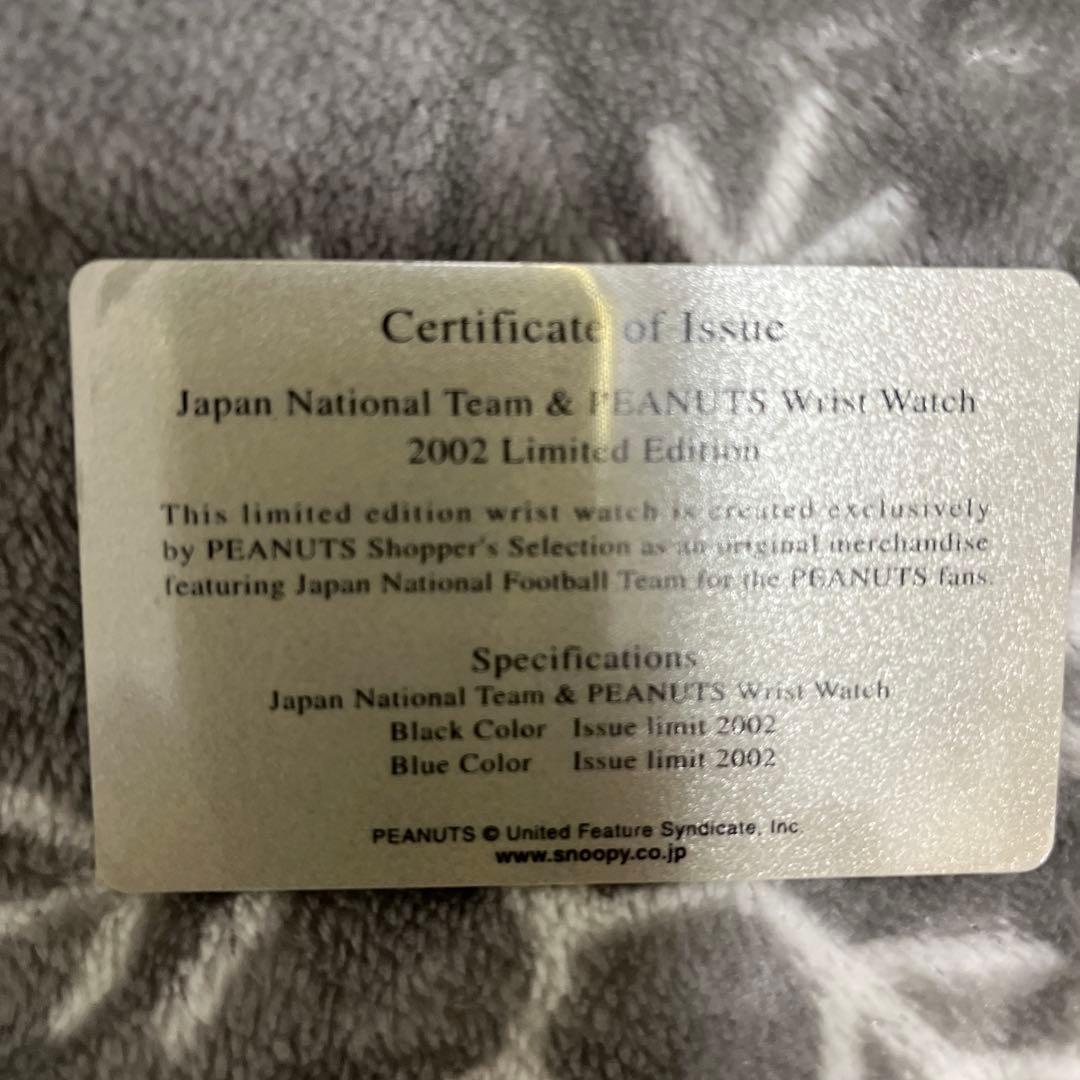 Certificate of Issue
Japan National Team & PEANUTS Wrist Watch
2002 Limited Edition
This limited edition wrist watch is created exclusively
by PEANUTS Shopper's Selection as an original merchandise
featuring Japan National Football Team for the PEANUTS fans.
Specifications
Japan National Team & PEANUTS Wrist Watch
Black Color Issue limit 2002
Blue Color Issue limit 2002
PEANUTS © United Feature Syndicate, Inc.
www.snoopy.co.jp